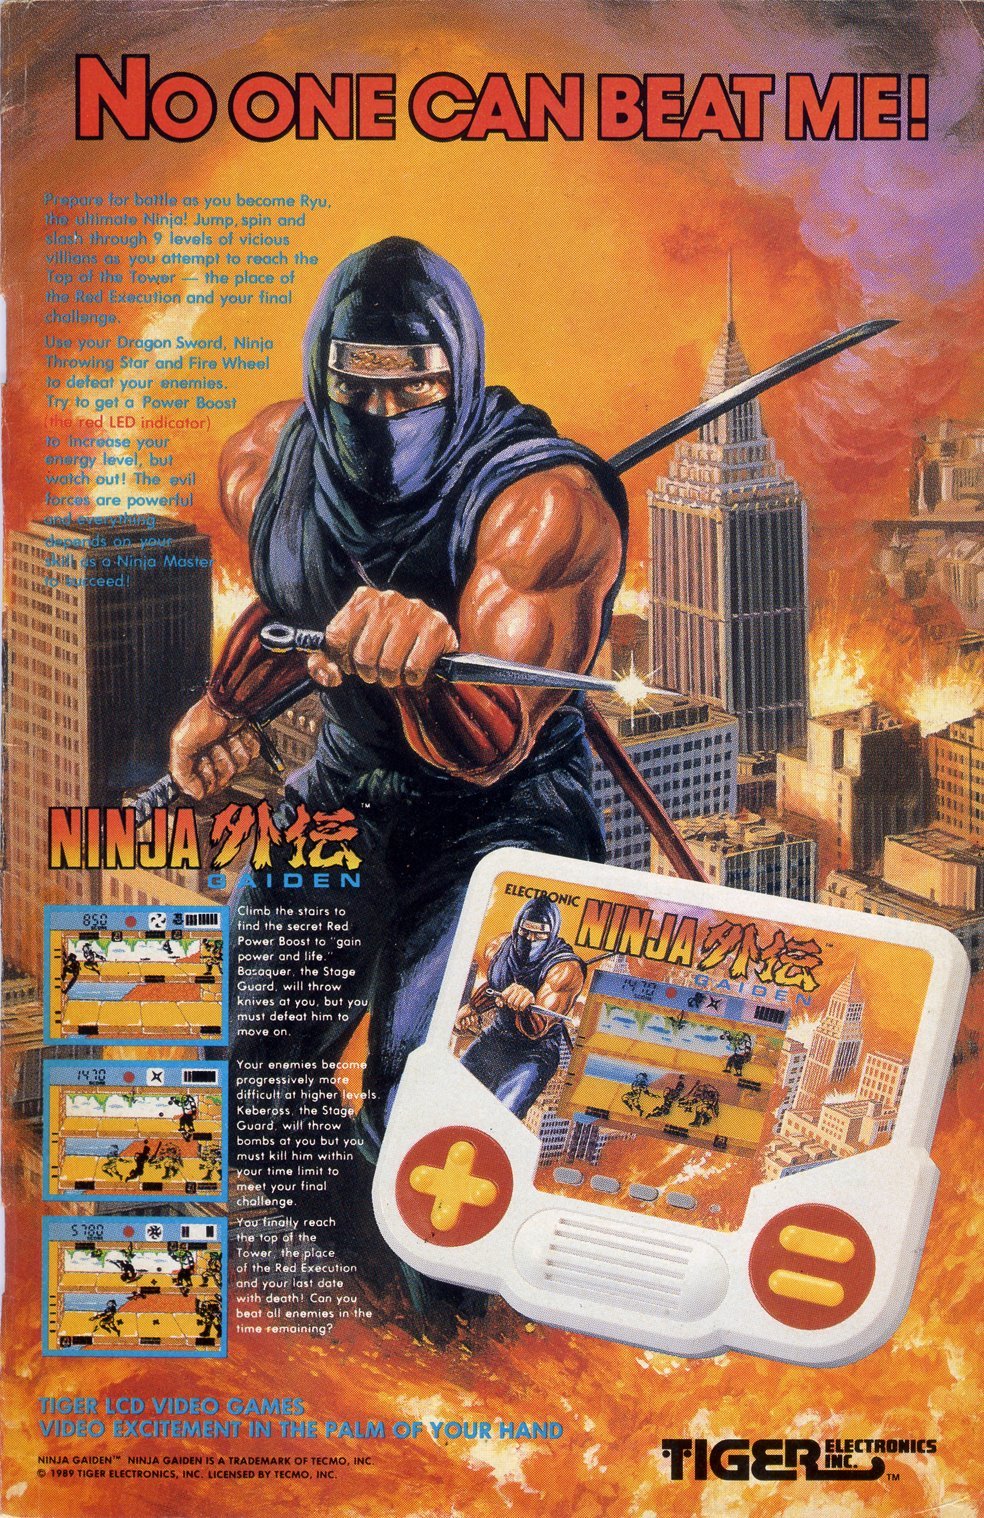 NO ONE CAN BEAT ME!
Prepare for battle as you become Ryu,
the ultimate Ninja! Jump, spin and
slash through 9 levels of vicious
villians as you attempt to reach the
Top of the Tower — the place of
the Red Execution and your final
challenge.
Use your Dragon Sword, Ninja
Throwing Star and Fire Wheel
to defeat your enemies.
Try to get a Power Boost
(the red LED indicator)
to increase your
energy level, but
watch out! The evil
forces are powerful
and everything
depends on your
skill as a Ninja Master
to succeed!
NINJA 外伝™
GAIDEN
850
Climb the stairs to
find the secret Red
Power Boost to "gain
power and life."
Basaquer, the Stage
Guard, will throw
knives at you, but you
must defeat him to
move on.
1470
Your enemies become
progressively more
difficult at higher levels.
Kebeross, the Stage
Guard, will throw
bombs at you but you
must kill him within
your time limit to
meet your final
challenge.
5780
You finally reach
the top of the
Tower, the place
of the Red Execution
and your last date
with death! Can you
beat all enemies in the
time remaining?
ELECTRONIC
NINJA 外伝™
GAIDEN
1470
TIGER LCD VIDEO GAMES
VIDEO EXCITEMENT IN THE PALM OF YOUR HAND
NINJA GAIDEN™ NINJA GAIDEN IS A TRADEMARK OF TECMO, INC.
© 1989 TIGER ELECTRONICS, INC. LICENSED BY TECMO, INC.
TIGER ELECTRONICS
INC.™